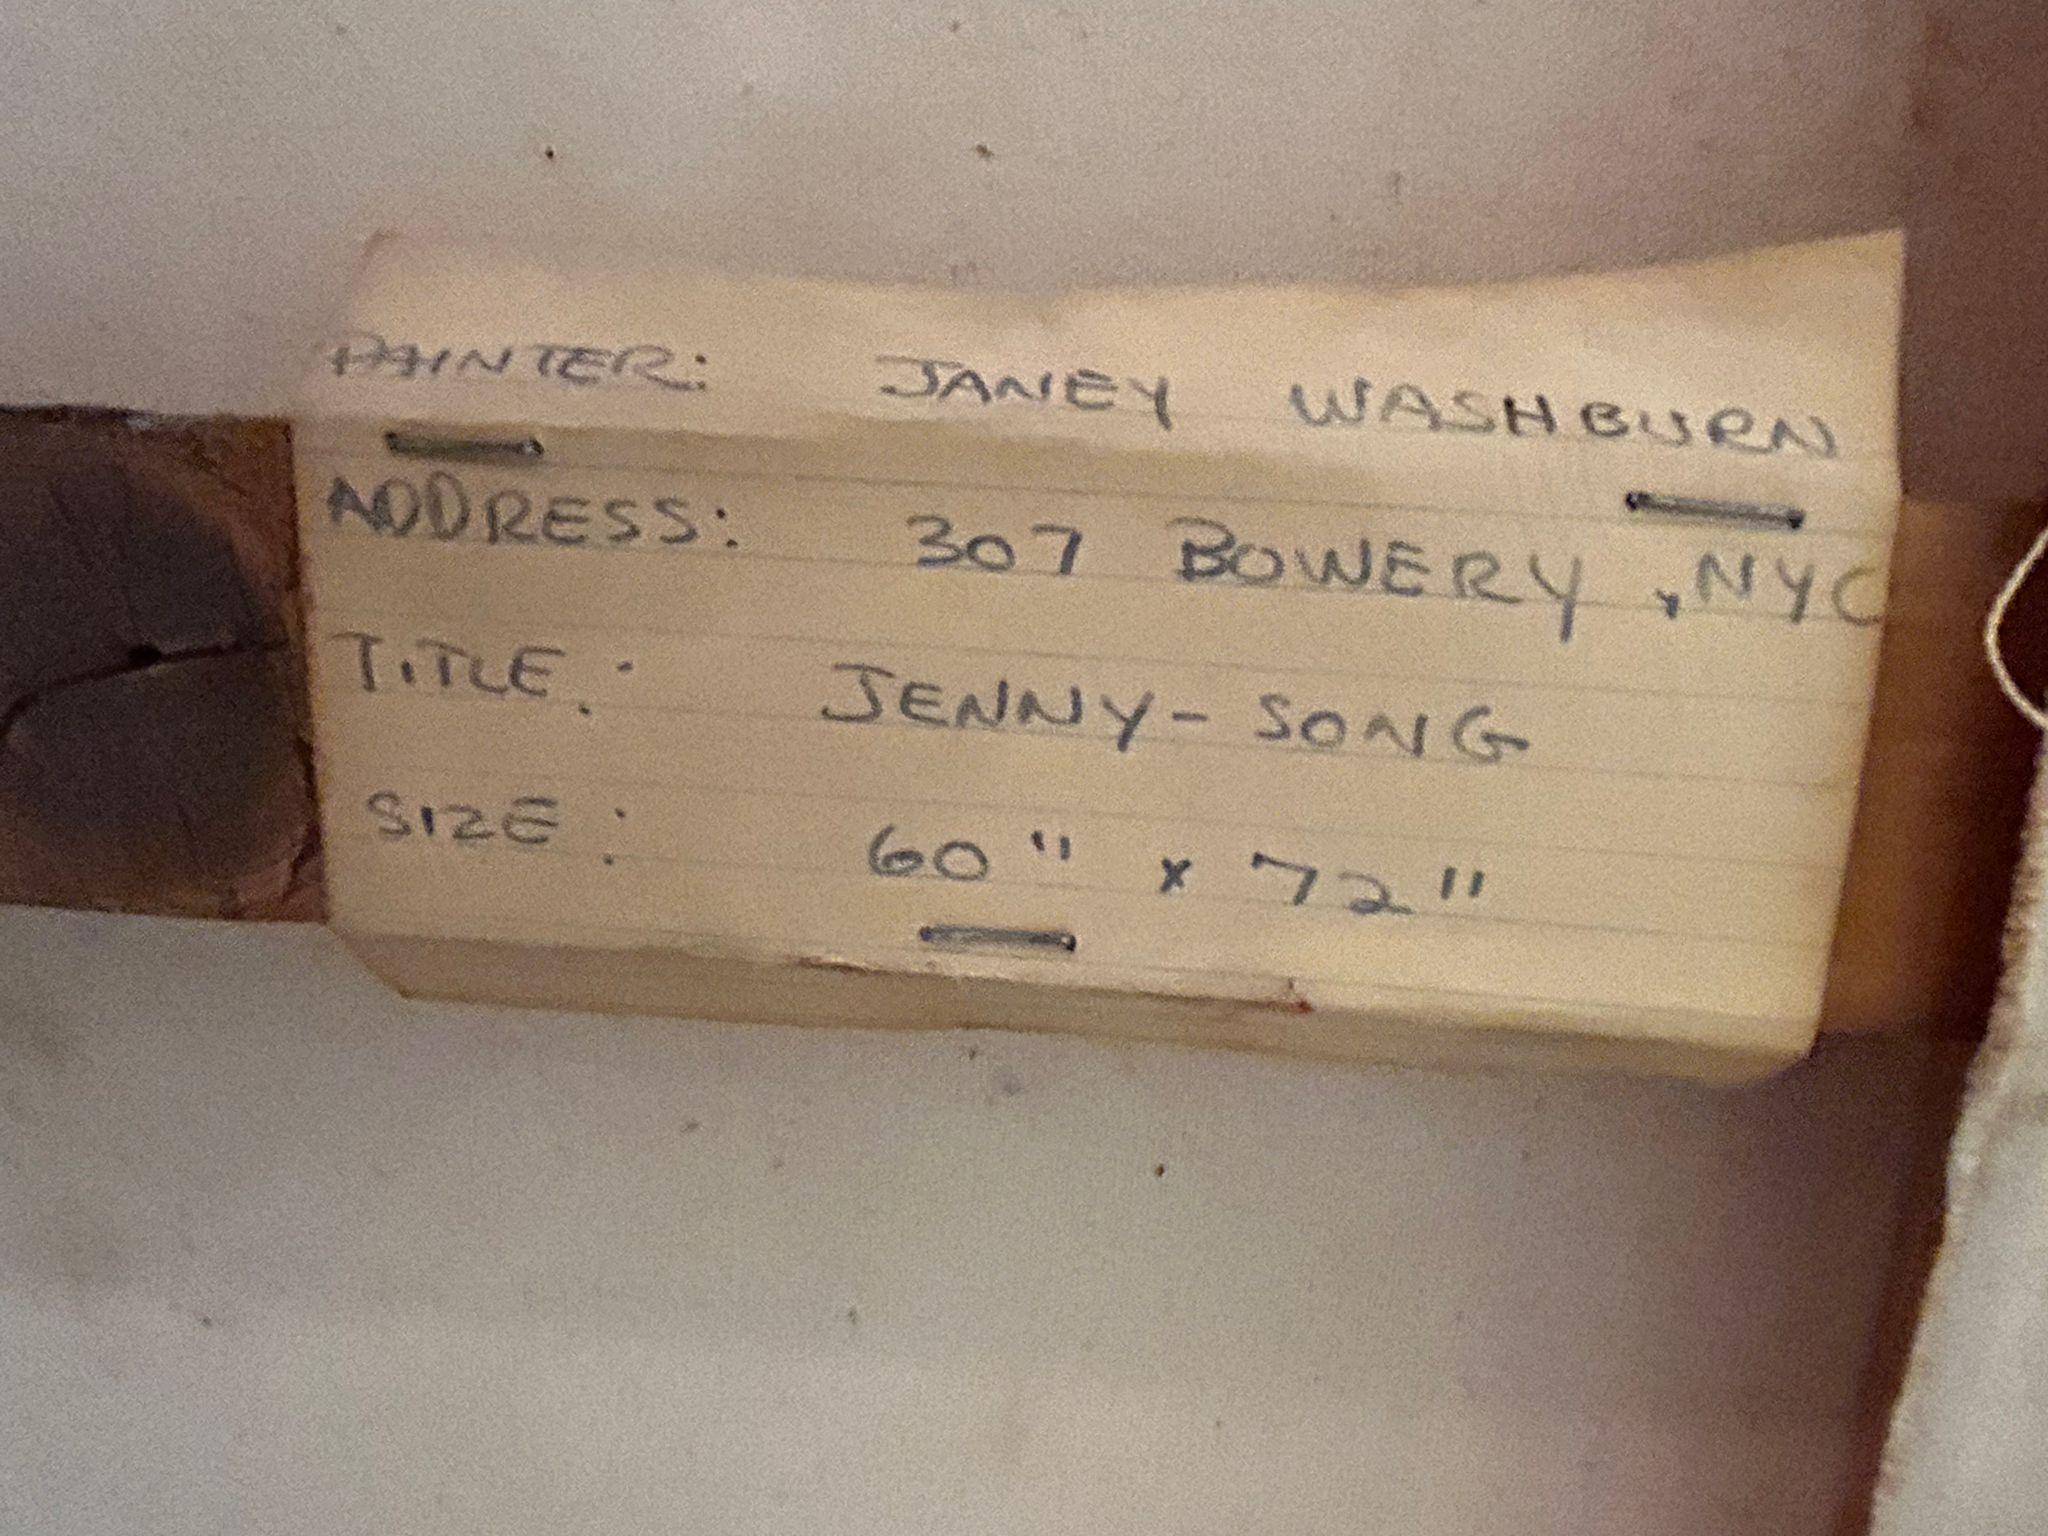 PAINTER: JANEY WASHBURN
ADDRESS: 307 BOWERY, NYC
TITLE: JENNY-SONG
SIZE: 60" x 72"